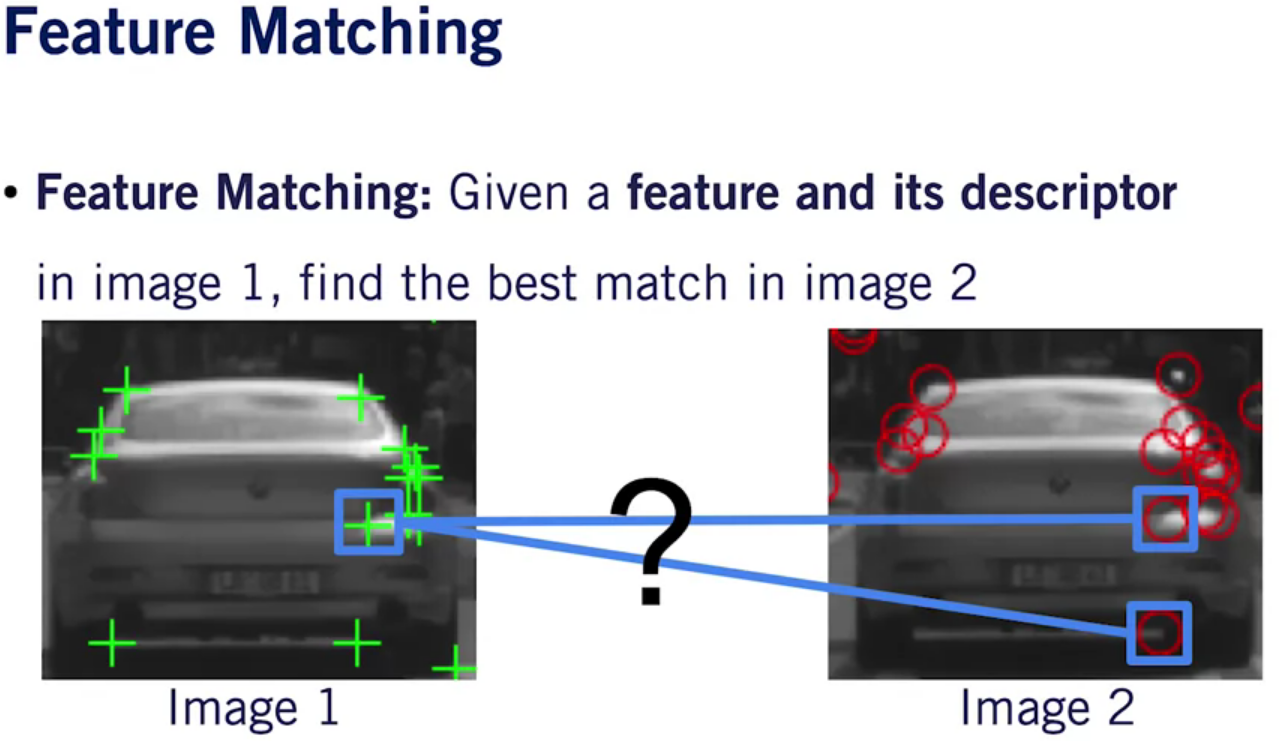 Feature Matching
• Feature Matching: Given a feature and its descriptor
in image 1, find the best match in image 2
?
Image 1
Image 2